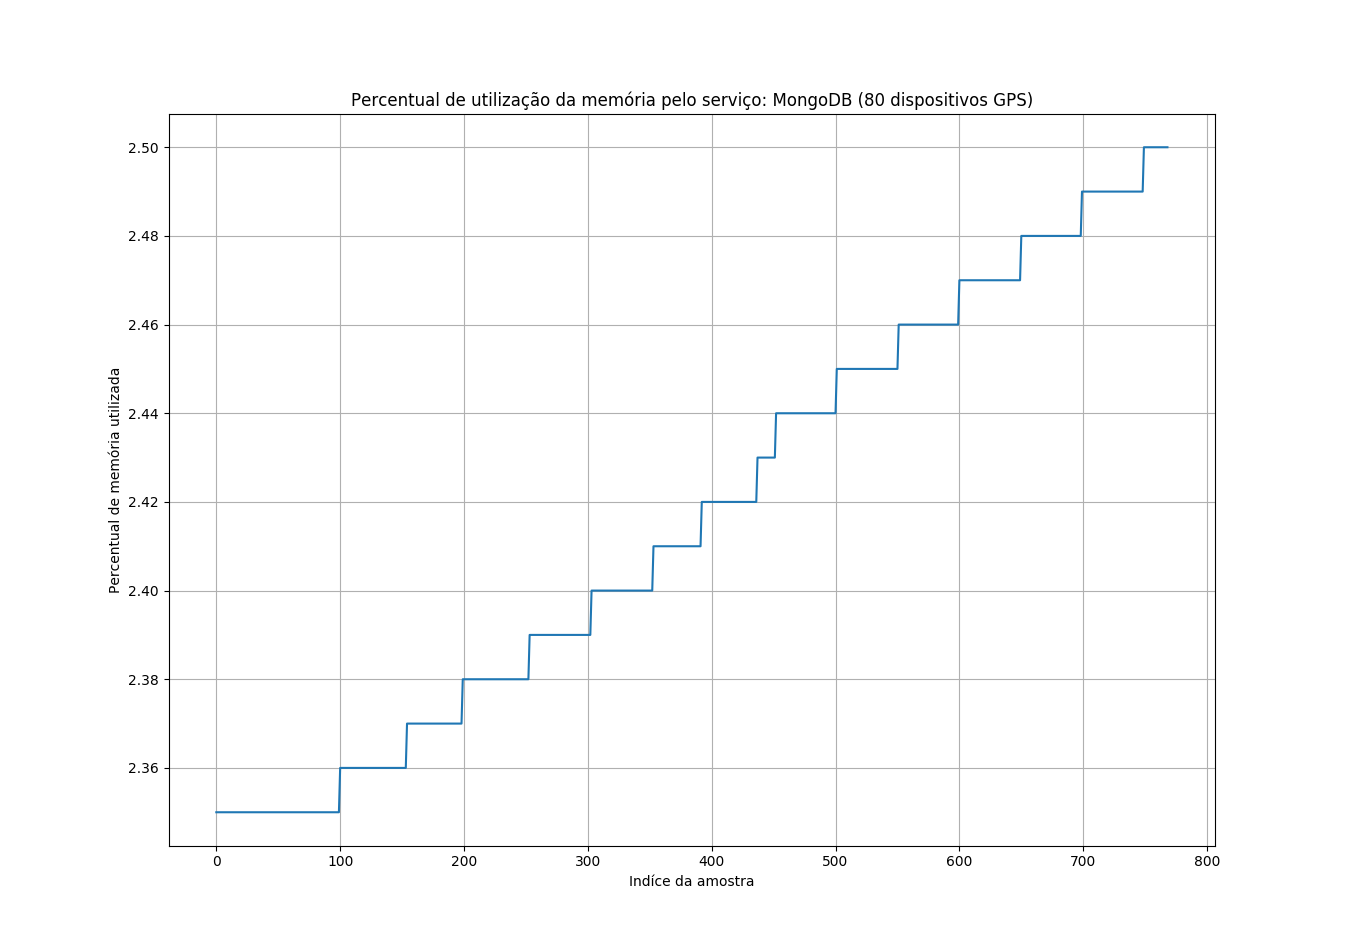 Percentual de utilização da memória pelo serviço: MongoDB (80 dispositivos GPS)
Percentual de memória utilizada
2.50
2.48
2.46
2.44
2.42
2.40
2.38
2.36
0 100 200 300 400 500 600 700 800
Indíce da amostra